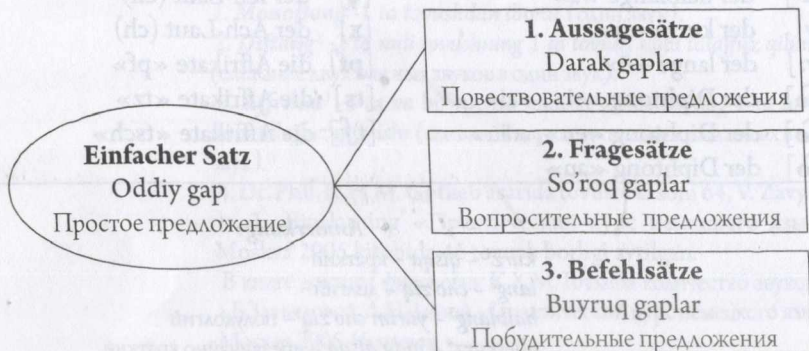 Einfacher Satz
Oddiy gap
Простое предложение
1. Aussagesätze
Darak gaplar
Повествовательные предложения
2. Fragesätze
So'roq gaplar
Вопросительные предложения
3. Befehlsätze
Buyruq gaplar
Побудительные предложения